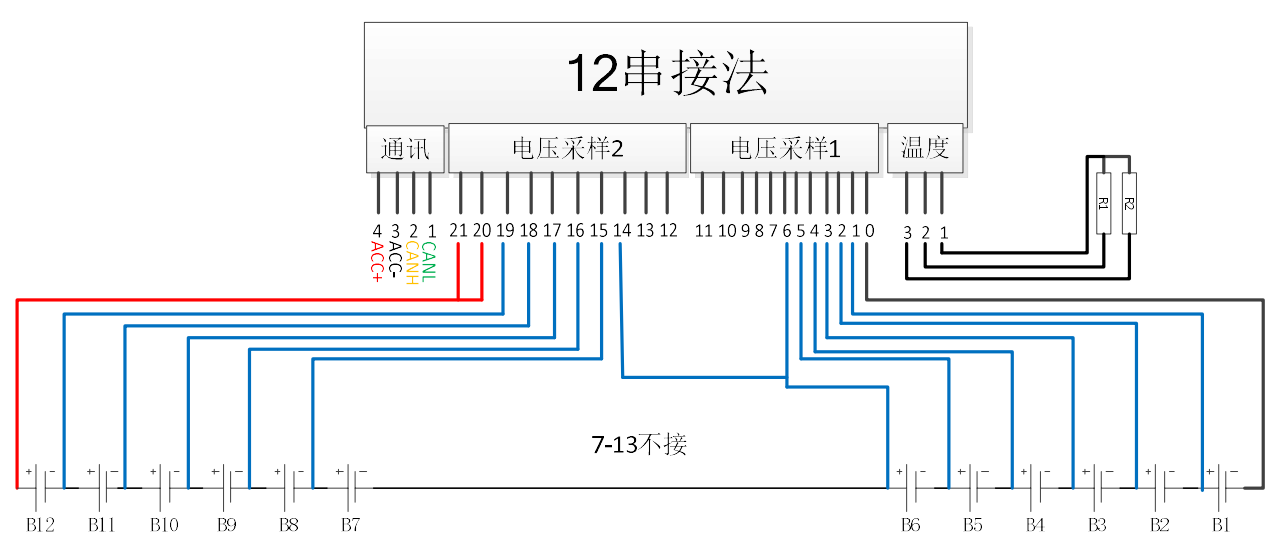 12串接法
通讯 电压采样2 电压采样1 温度
4 3 2 1 21 20 19 18 17 16 15 14 13 12 11 10 9 8 7 6 5 4 3 2 1 0 3 2 1
ACC+ ACC- CANH CANL
R1 R2
7-13不接
+ - + - + - + - + - + - + - + - + - + - + - + -
B12 B11 B10 B9 B8 B7 B6 B5 B4 B3 B2 B1